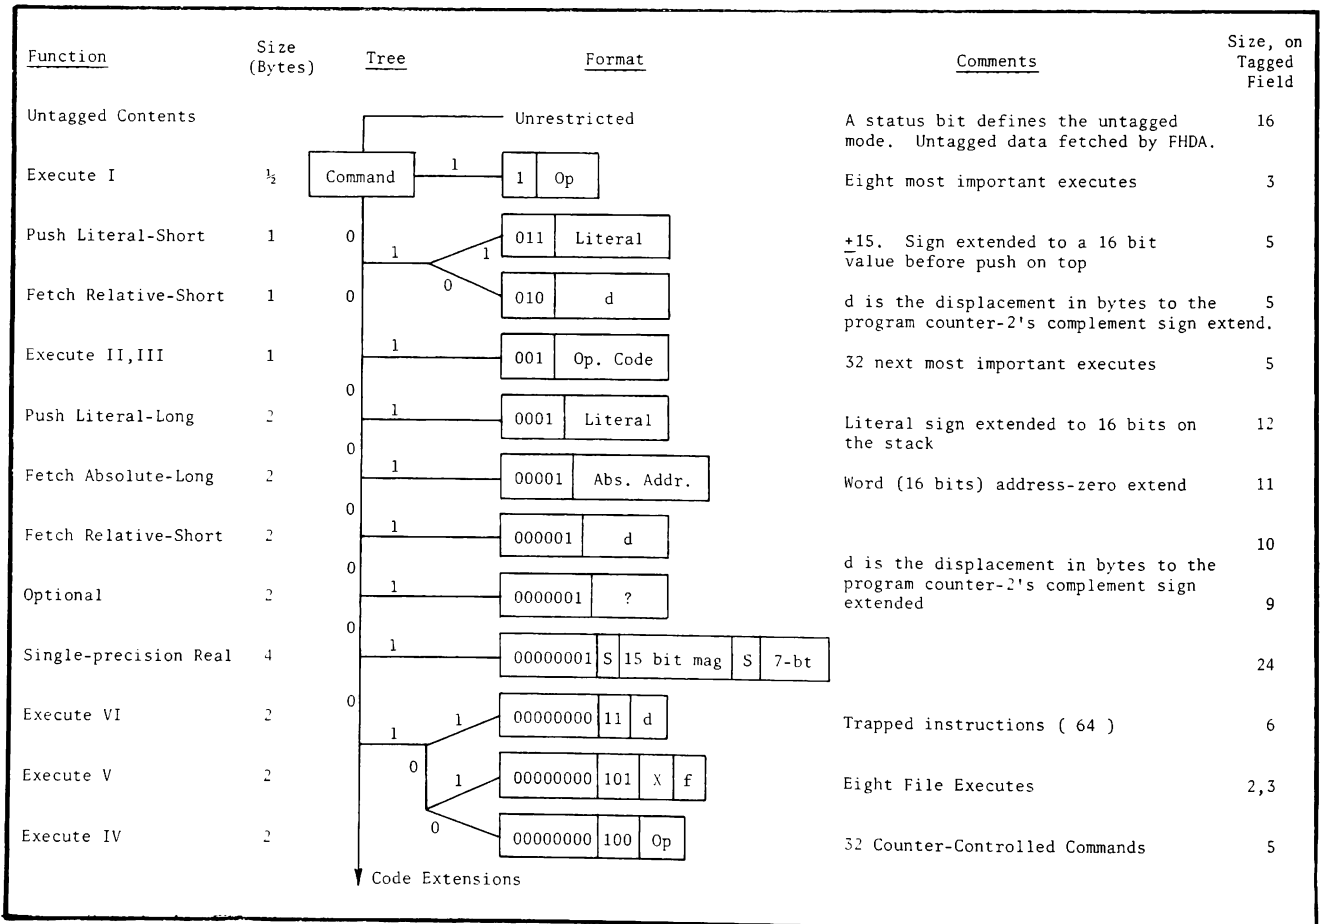 Function Size (Bytes) Tree Format Comments Size, on Tagged Field
Untagged Contents Unrestricted A status bit defines the untagged 16
mode. Untagged data fetched by FHDA.
Execute I ½ Command 1 1 Op Eight most important executes 3
Push Literal-Short 1 0 1 1 011 Literal ±15. Sign extended to a 16 bit 5
value before push on top
Fetch Relative-Short 1 0 0 010 d d is the displacement in bytes to the 5
program counter-2's complement sign extend.
Execute II,III 1 1 001 Op. Code 32 next most important executes 5
0
Push Literal-Long 2 1 0001 Literal Literal sign extended to 16 bits on 12
the stack
0
Fetch Absolute-Long 2 1 00001 Abs. Addr. Word (16 bits) address-zero extend 11
0
Fetch Relative-Short 2 1 000001 d 10
d is the displacement in bytes to the
0
program counter-2's complement sign
Optional 2 1 0000001 ? extended 9
0
Single-precision Real 4 1 00000001 S 15 bit mag S 7-bt 24
0
Execute VI 2 1 1 00000000 11 d Trapped instructions ( 64 ) 6
Execute V 2 0 1 00000000 101 X f Eight File Executes 2,3
Execute IV 2 0 00000000 100 Op 32 Counter-Controlled Commands 5
Code Extensions